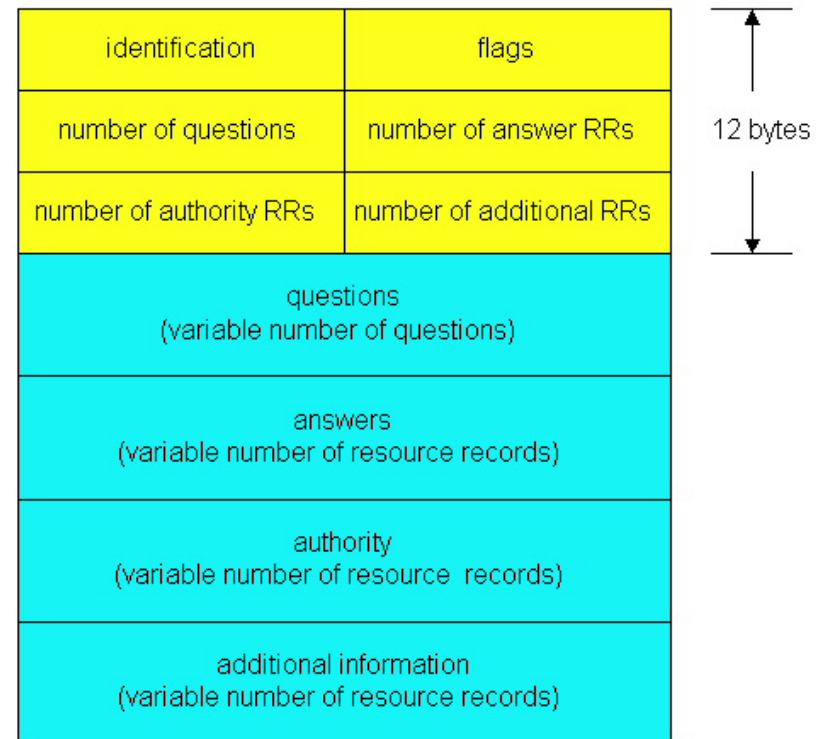 identification
flags
number of questions
number of answer RRs
12 bytes
number of authority RRs
number of additional RRs
questions
(variable number of questions)
answers
(variable number of resource records)
authority
(variable number of resource records)
additional information
(variable number of resource records)